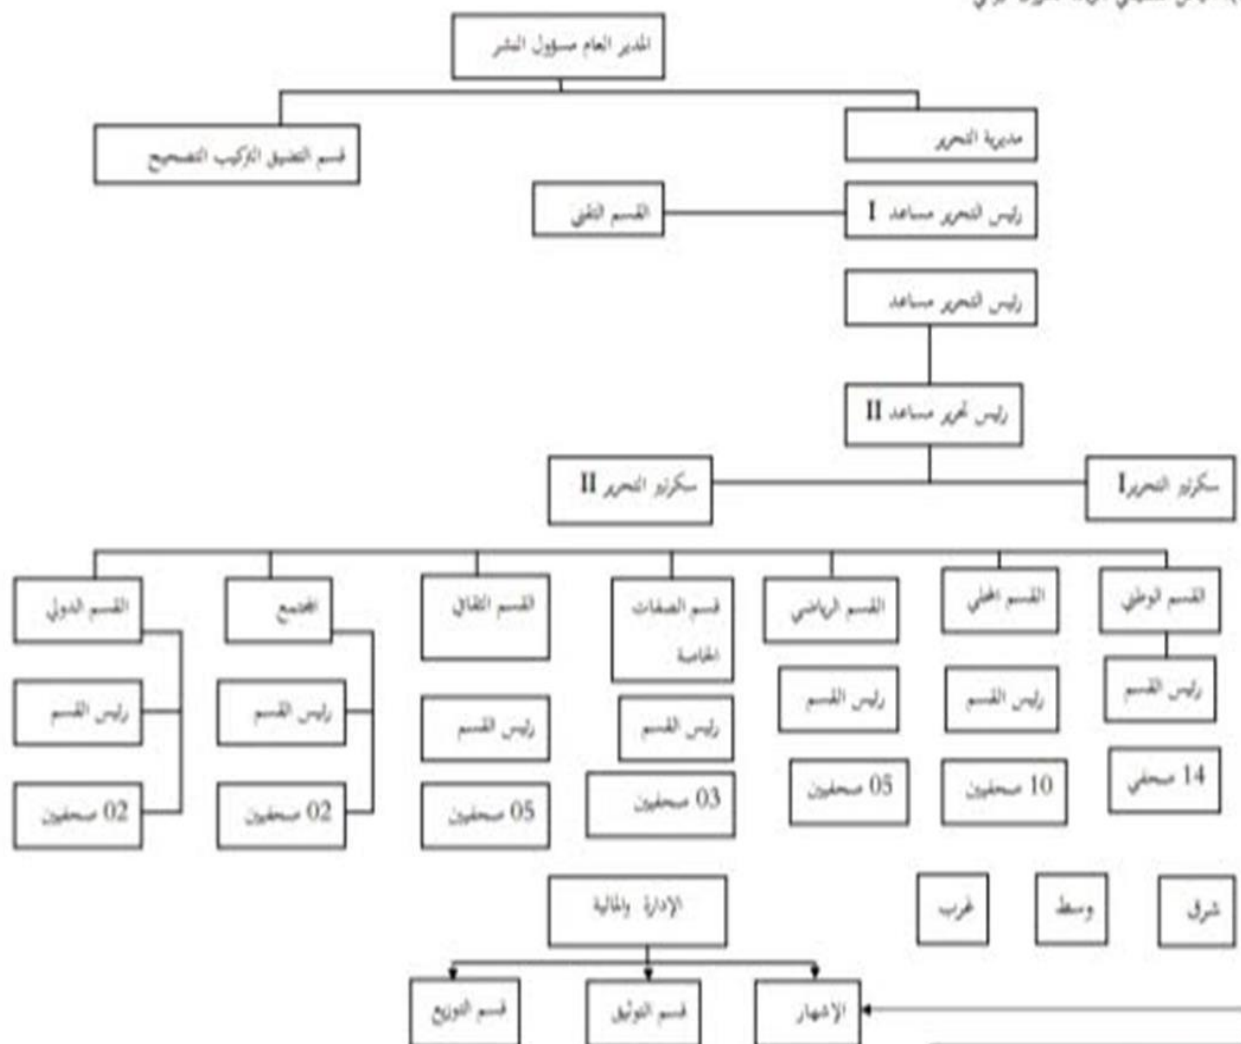 المدير العام مسؤول النشر
مديرية التحرير
قسم التضيق التركيب التصحيح
رئيس التحرير مساعد I
القسم التقني
رئيس التحرير مساعد
رئيس تحرير مساعد II
سكرتير التحرير I
سكرتير التحرير II
القسم الوطني
القسم المحلي
القسم الرياضي
قسم الصفات
الخاصة
القسم الثقافي
المجتمع
القسم الدولي
رئيس القسم
رئيس القسم
رئيس القسم
رئيس القسم
رئيس القسم
رئيس القسم
رئيس القسم
14 صحفي
10 صحفيين
05 صحفيين
03 صحفيين
05 صحفيين
02 صحفيين
02 صحفيين
شرق
وسط
غرب
الإدارة والمالية
الإشهار
قسم التوثيق
قسم التوزيع